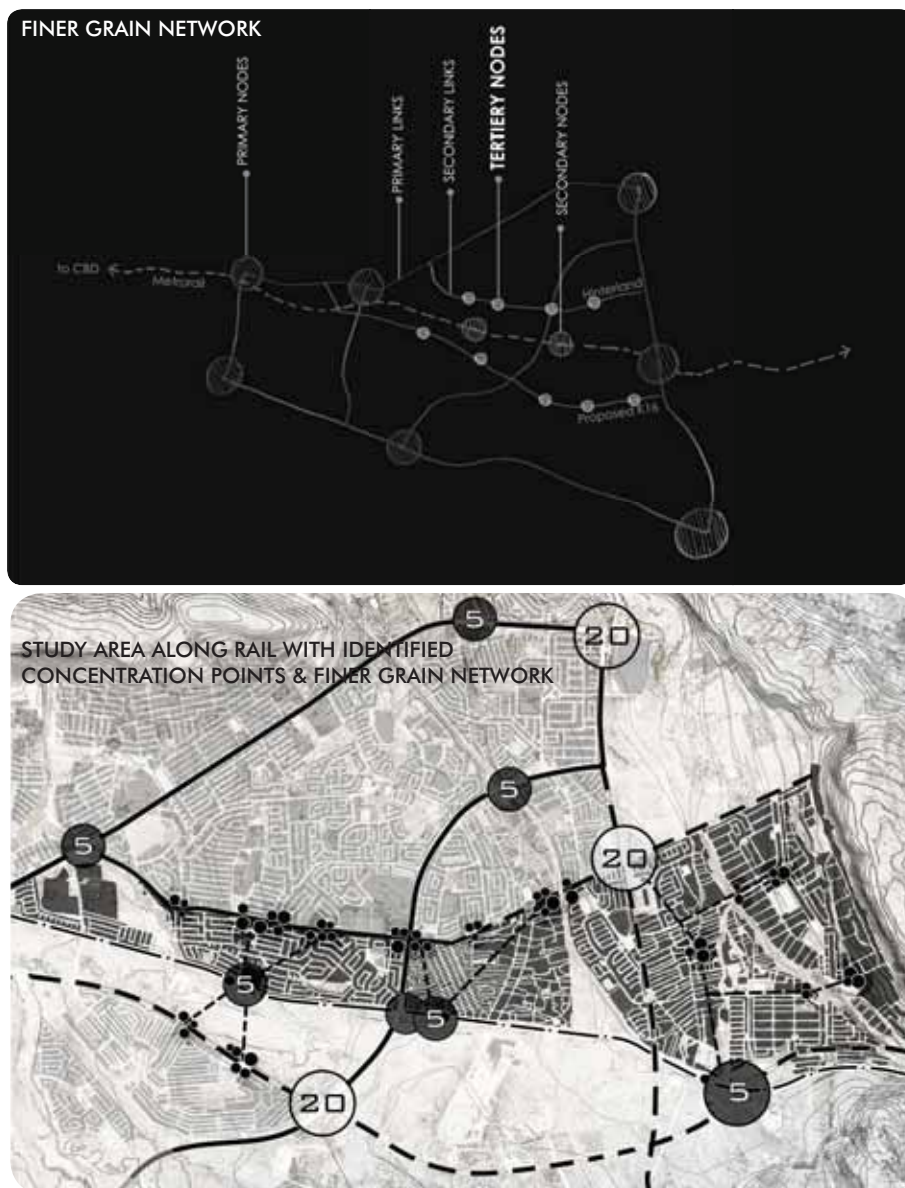 FINER GRAIN NETWORK
PRIMARY NODES
PRIMARY LINKS
SECONDARY LINKS
TERTIERY NODES
SECONDARY NODES
to CBD
Metrorail
Hinterland
Proposed K16
STUDY AREA ALONG RAIL WITH IDENTIFIED
CONCENTRATION POINTS & FINER GRAIN NETWORK
5
20
5
5
20
5
5
5
20